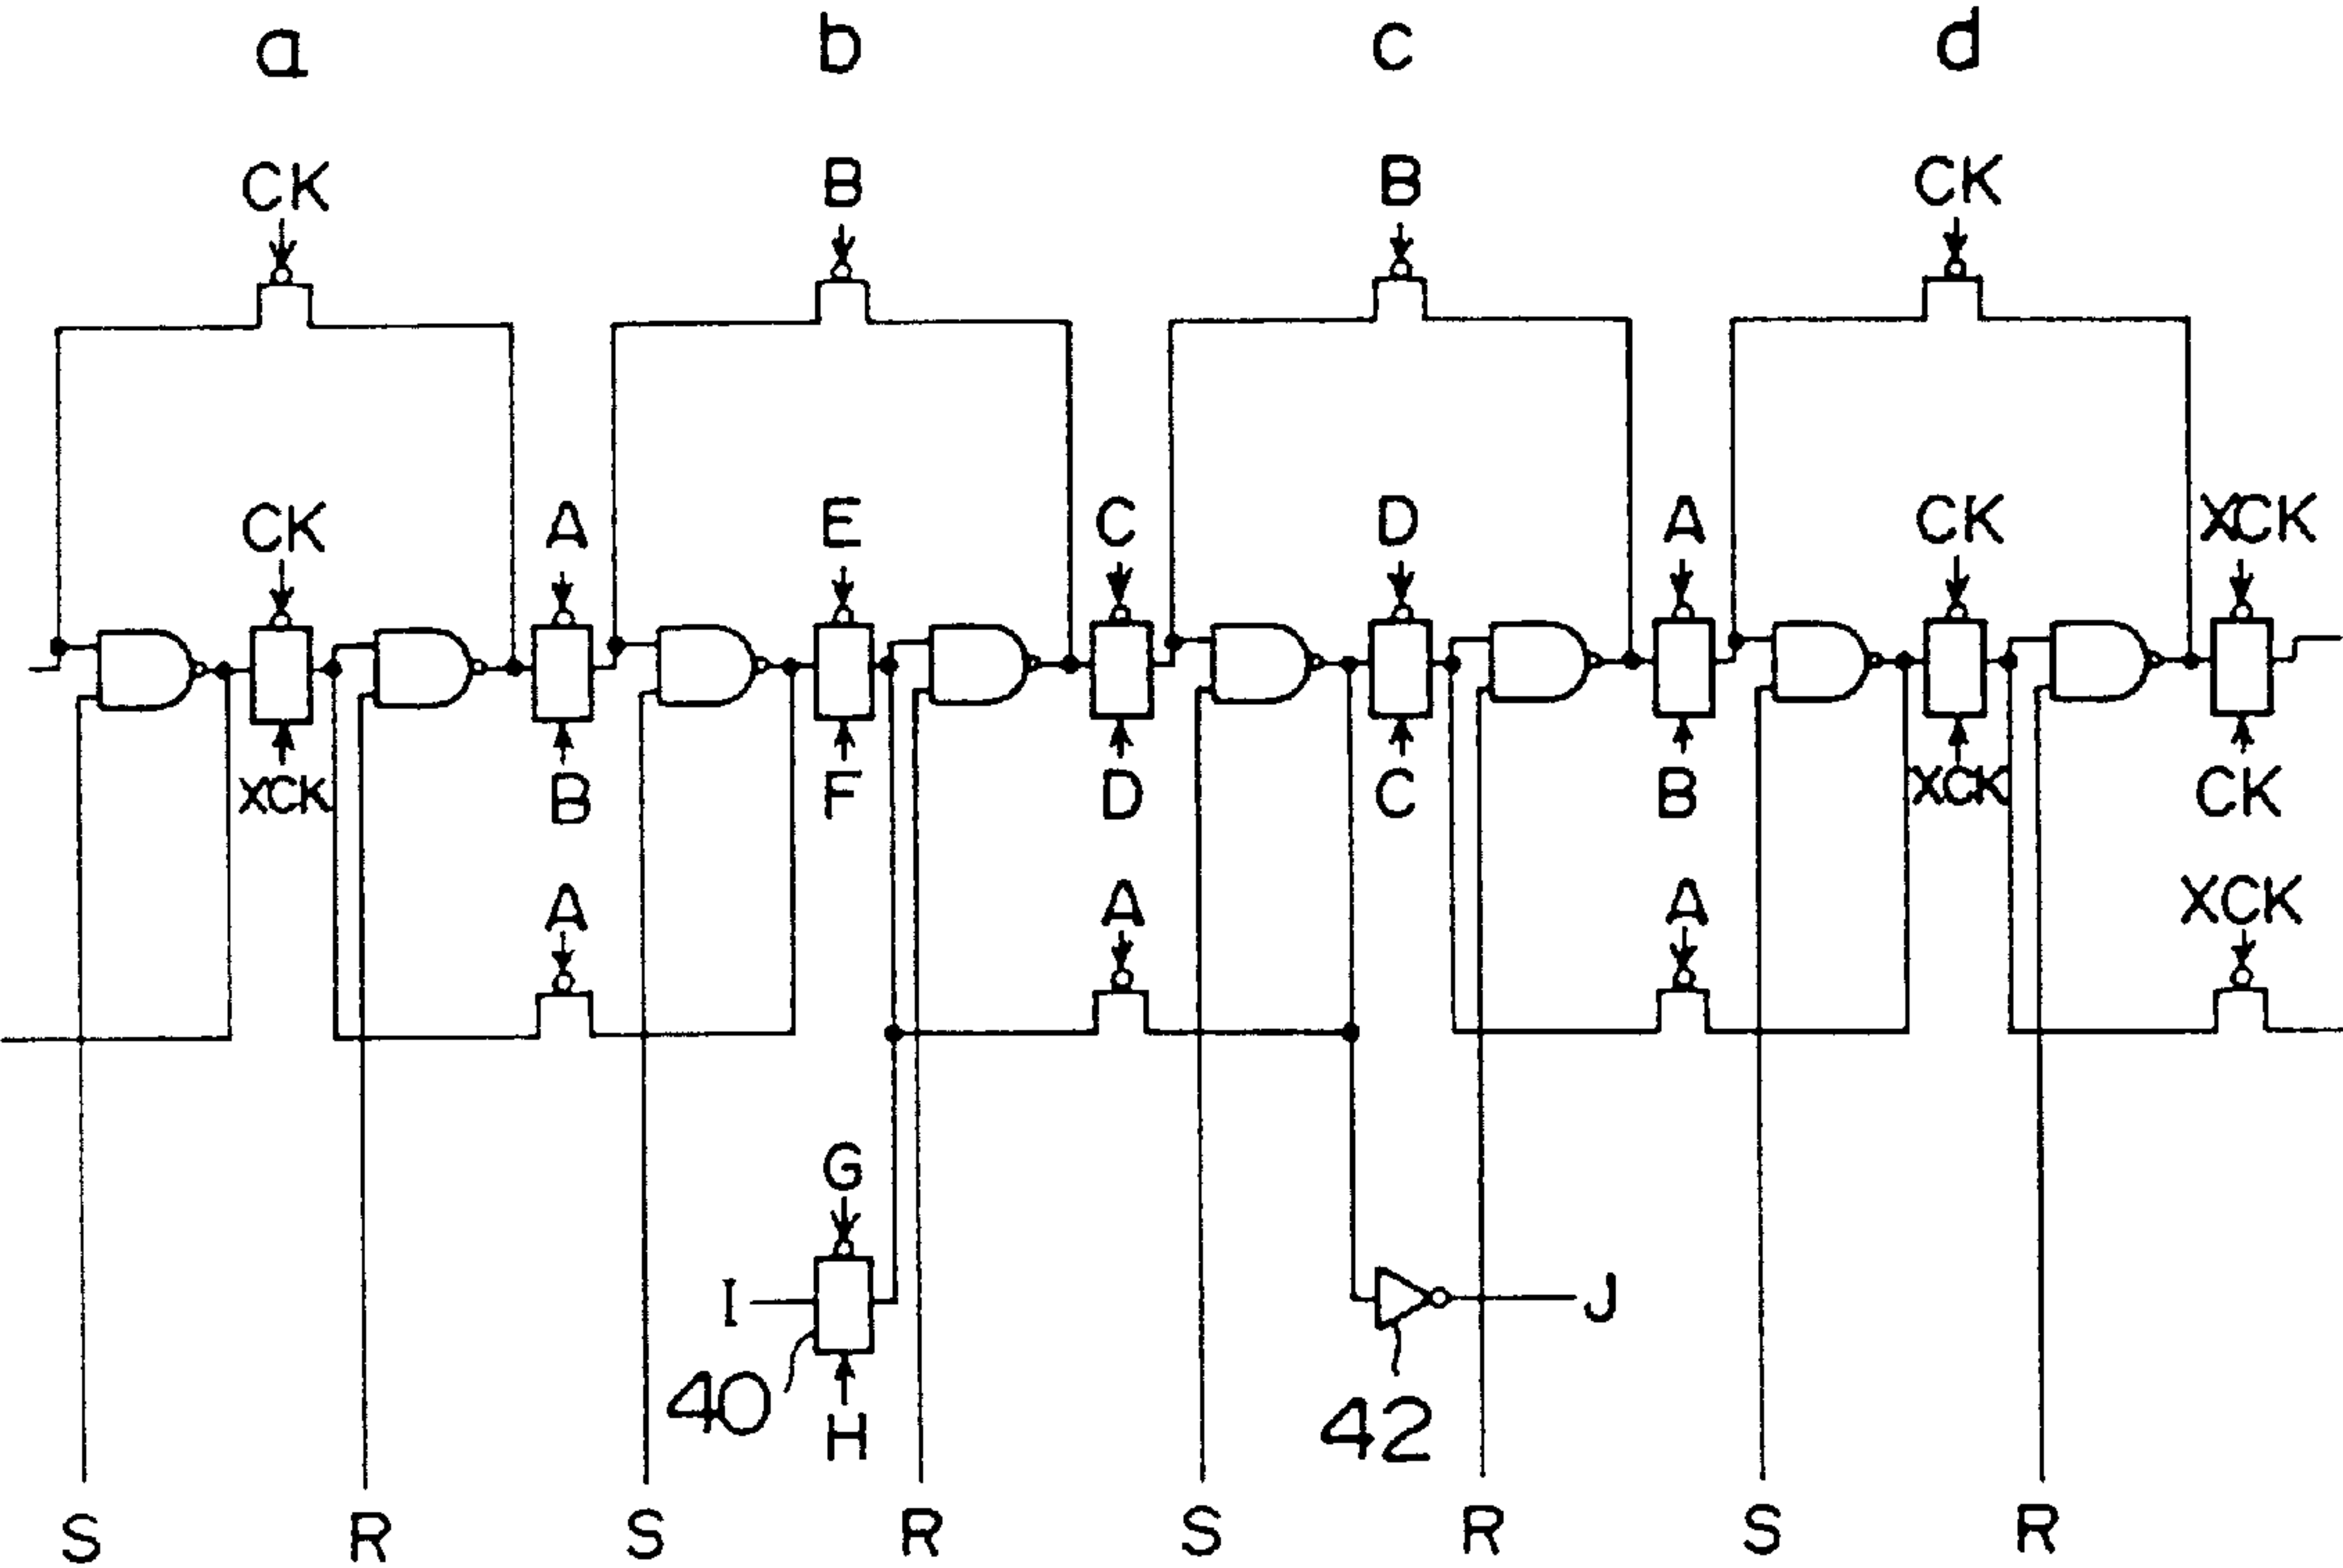 a b c d
CK B B CK
CK A E C D A CK XCK
XCK B F D C B XCK CK
A A A XCK
G
I J
40 H 42
S R S R S R S R